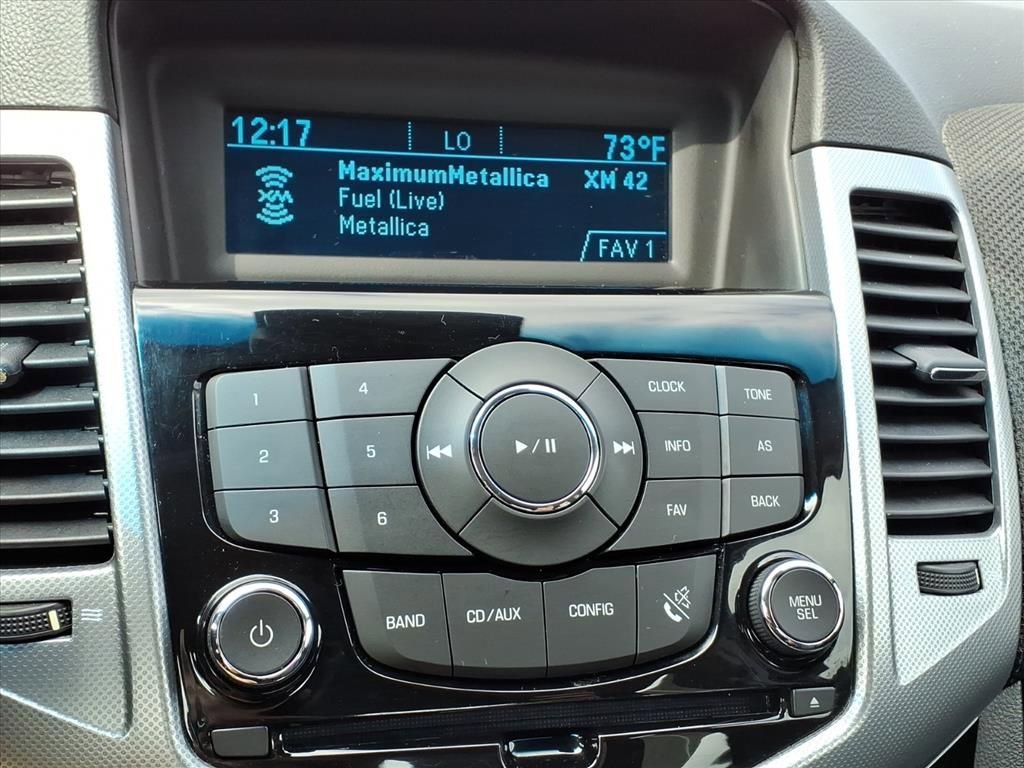 12:17 LO 73°F
MaximumMetallica XM 42
XM
Fuel (Live)
Metallica
FAV 1
1 4 CLOCK TONE
2 5 INFO AS
3 6 FAV BACK
BAND CD/AUX CONFIG
MENU
SEL